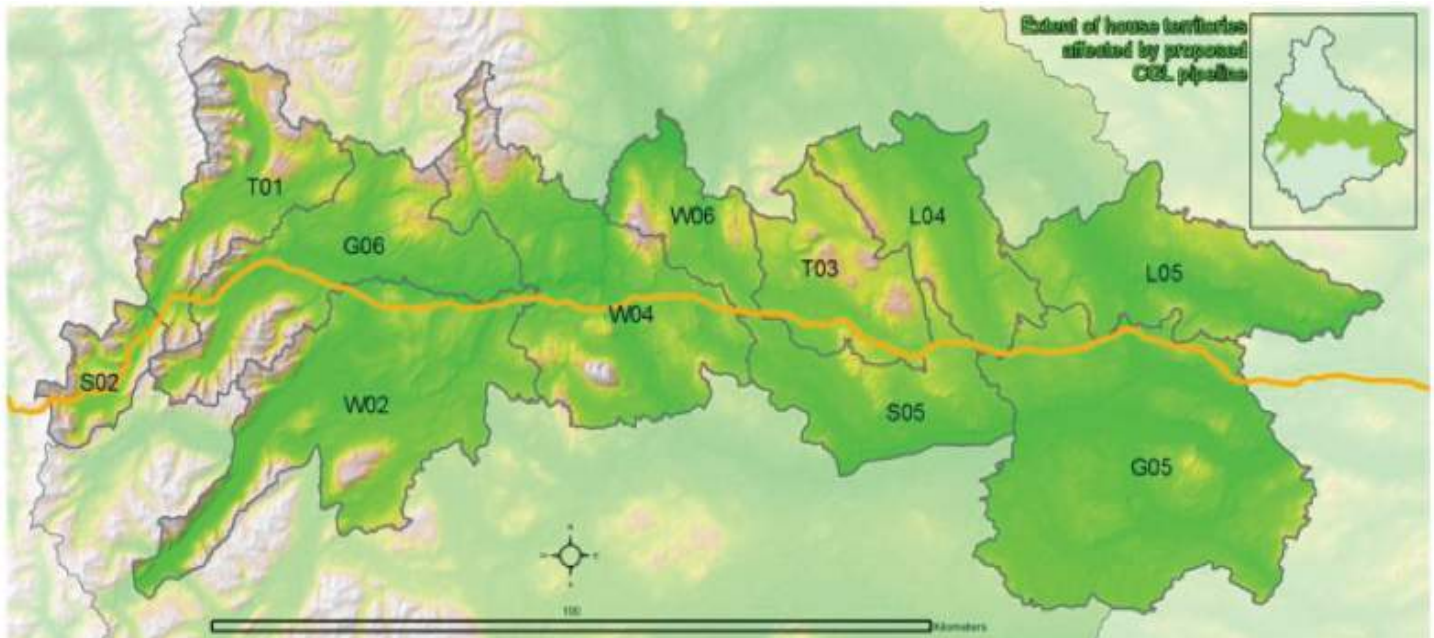 Extent of house territories
affected by proposed
CGL pipeline
T01
G06
W06
L04
T03
L05
W04
S02
W02
S05
G05
N
E
S
100
Kilometers